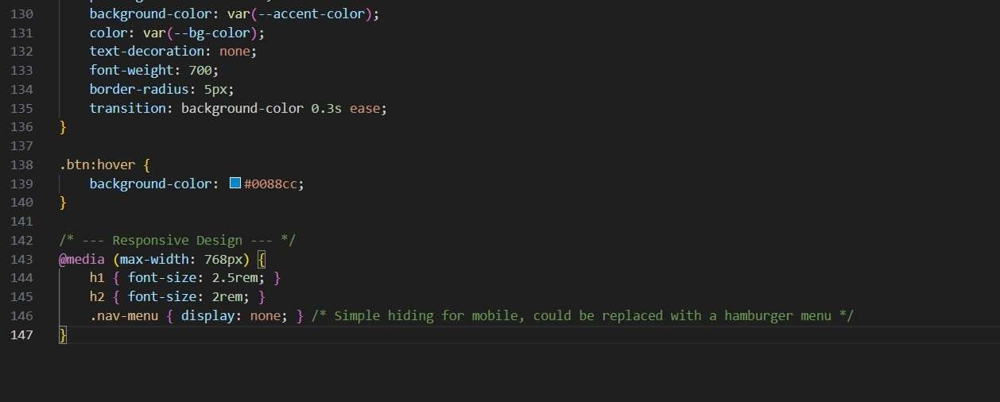 130 background-color: var(--accent-color);
131 color: var(--bg-color);
132 text-decoration: none;
133 font-weight: 700;
134 border-radius: 5px;
135 transition: background-color 0.3s ease;
136 }
137
138 .btn:hover {
139 background-color: #0088cc;
140 }
141
142 /* --- Responsive Design --- */
143 @media (max-width: 768px) {
144 h1 { font-size: 2.5rem; }
145 h2 { font-size: 2rem; }
146 .nav-menu { display: none; } /* Simple hiding for mobile, could be replaced with a hamburger menu */
147 }